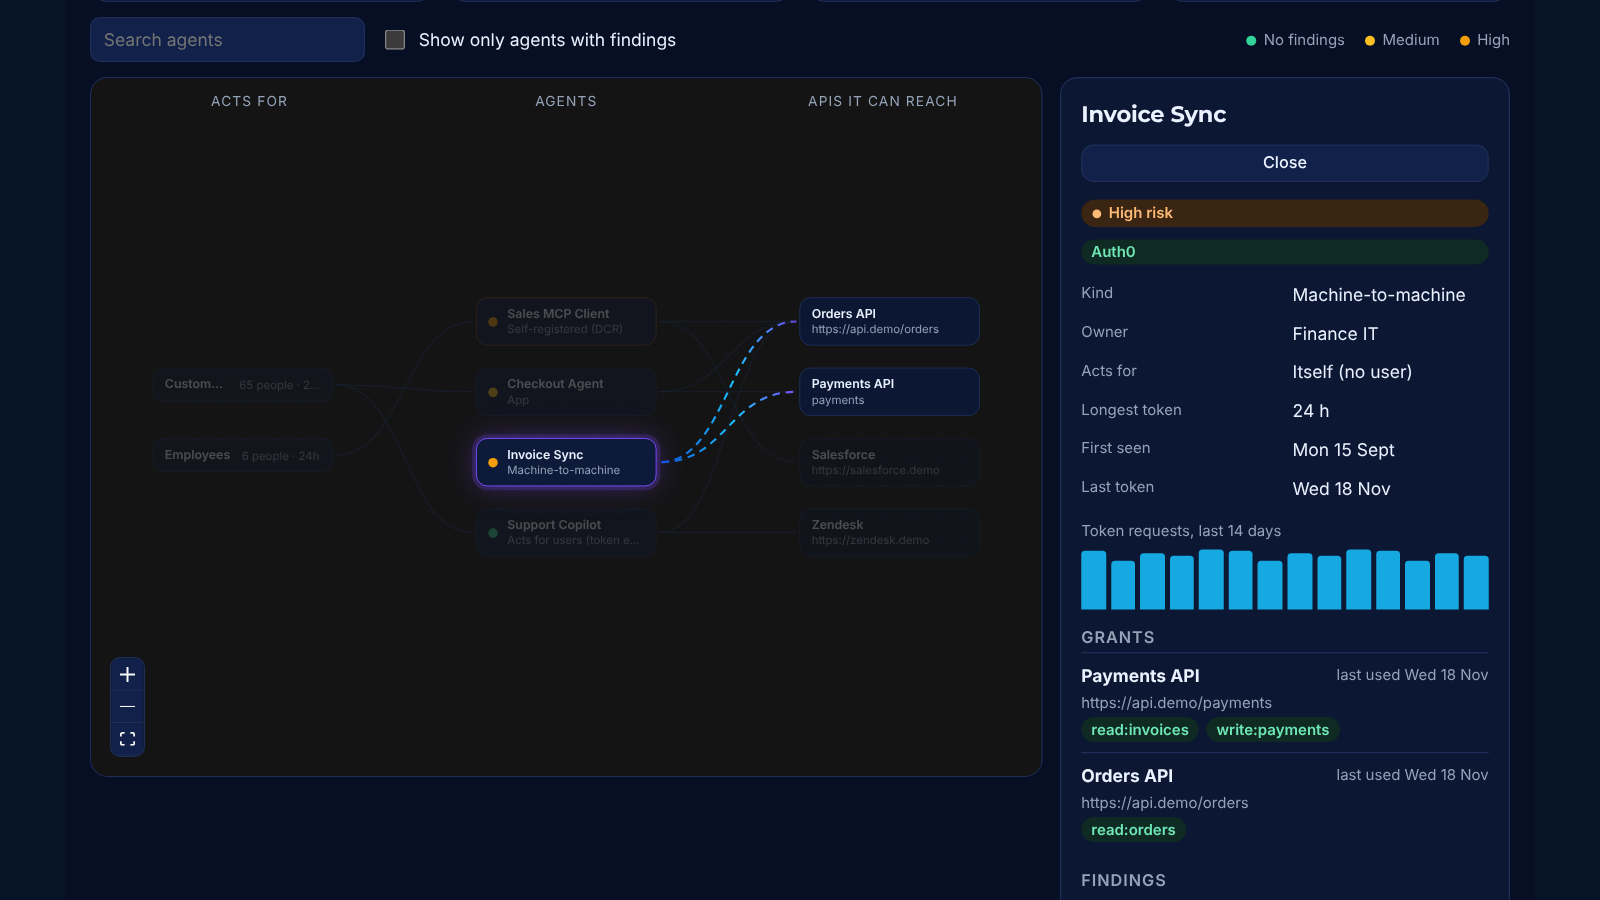 Search agents
Show only agents with findings
No findings
Medium
High
ACTS FOR
AGENTS
APIS IT CAN REACH
Custom...
65 people · 2...
Employees
6 people · 24h
Sales MCP Client
Self-registered (DCR)
Checkout Agent
App
Invoice Sync
Machine-to-machine
Support Copilot
Acts for users (token e...
Orders API
https://api.demo/orders
Payments API
payments
Salesforce
https://salesforce.demo
Zendesk
https://zendesk.demo
Invoice Sync
Close
High risk
Auth0
Kind
Machine-to-machine
Owner
Finance IT
Acts for
Itself (no user)
Longest token
24 h
First seen
Mon 15 Sept
Last token
Wed 18 Nov
Token requests, last 14 days
GRANTS
Payments API
last used Wed 18 Nov
https://api.demo/payments
read:invoices
write:payments
Orders API
last used Wed 18 Nov
https://api.demo/orders
read:orders
FINDINGS